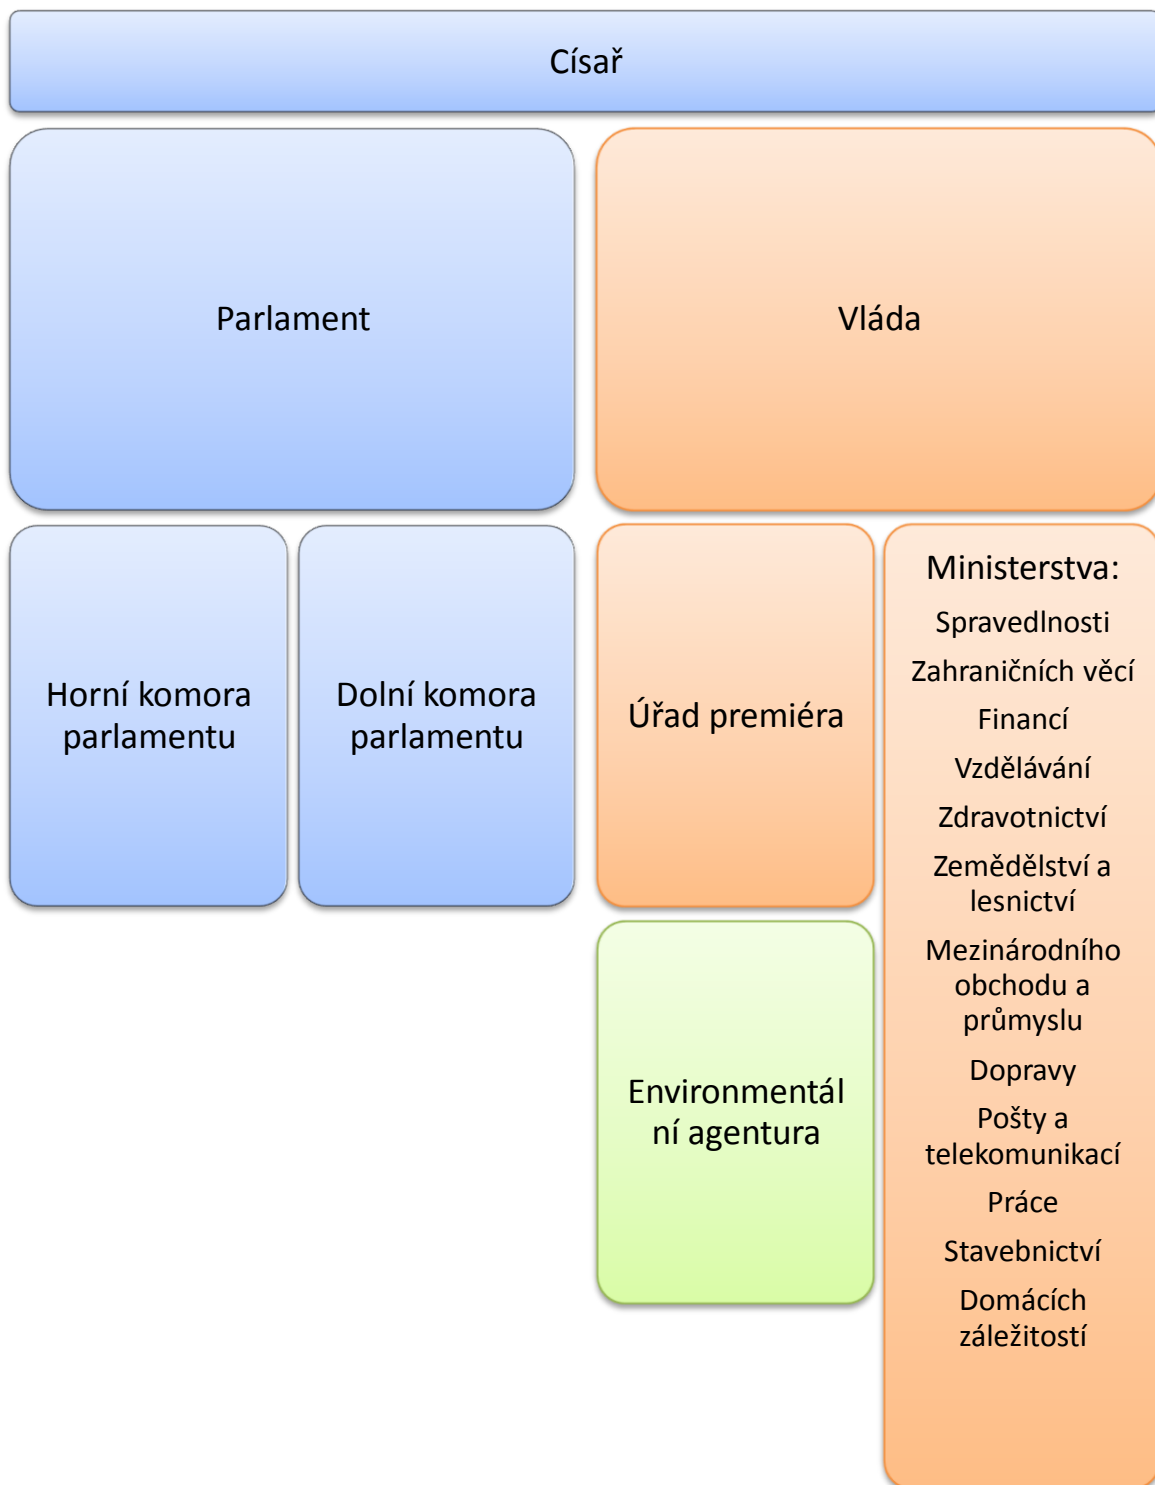 Císař
Parlament
Vláda
Horní komora
parlamentu
Dolní komora
parlamentu
Úřad premiéra
Environmentál
ní agentura
Ministerstva:
Spravedlnosti
Zahraničních věcí
Financí
Vzdělávání
Zdravotnictví
Zemědělství a
lesnictví
Mezinárodního
obchodu a
průmyslu
Dopravy
Pošty a
telekomunikací
Práce
Stavebnictví
Domácích
záležitostí